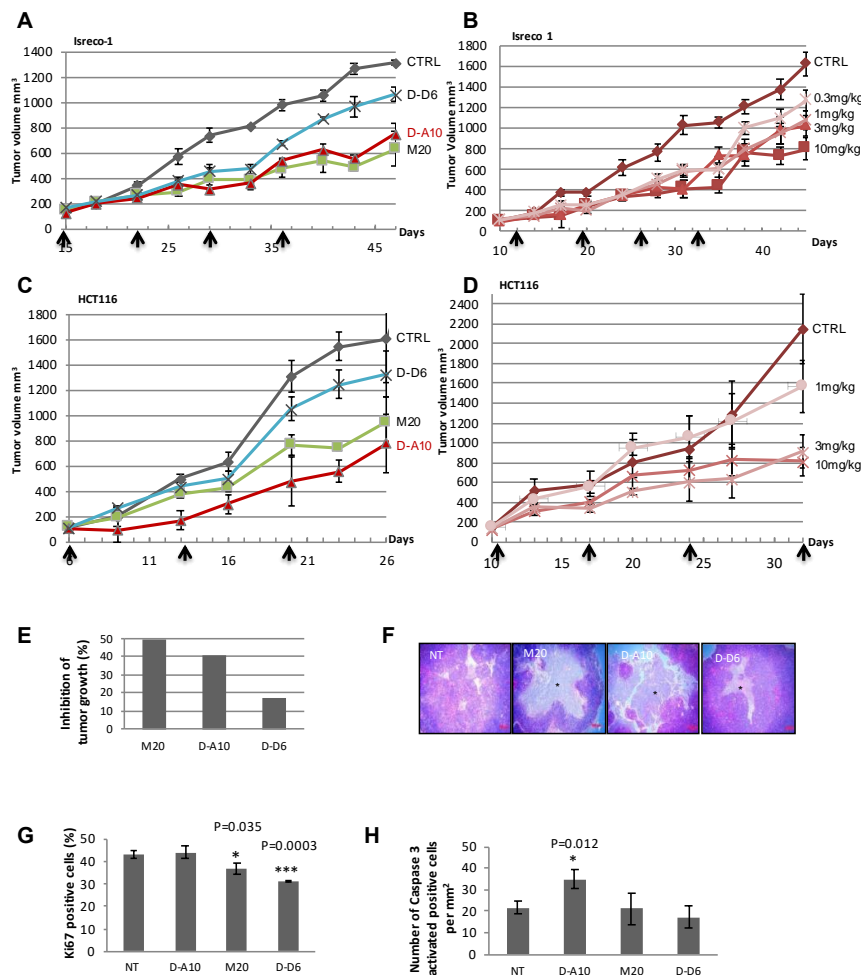 A
Isreco-1
Tumor volume mm³
1400
1200
1000
800
600
400
200
0
15
25
35
45
Days
CTRL
D-D6
D-A10
M20
B
Isreco 1
Tumor Volume mm³
1800
1600
1400
1200
1000
800
600
400
200
0
10
20
30
40
Days
CTRL
0.3mg/kg
1mg/kg
3mg/kg
10mg/kg
C
HCT116
Tumor volume mm³
1800
1600
1400
1200
1000
800
600
400
200
0
6
11
16
21
26
Days
CTRL
D-D6
M20
D-A10
D
HCT116
Tumor volume mm³
2400
2200
2000
1800
1600
1400
1200
1000
800
600
400
200
0
10
15
20
25
30
Days
CTRL
1mg/kg
3mg/kg
10mg/kg
E
Inhibition of
tumor growth (%)
50
40
30
20
10
0
M20
D-A10
D-D6
F
NT
M20
D-A10
D-D6
*
*
*
G
Ki67 positive cells (%)
50
40
30
20
10
0
P=0.035
P=0.0003
*
***
NT
D-A10
M20
D-D6
H
Number of Caspase 3
activated positive cells
per mm²
50
40
30
20
10
0
P=0.012
*
NT
D-A10
M20
D-D6